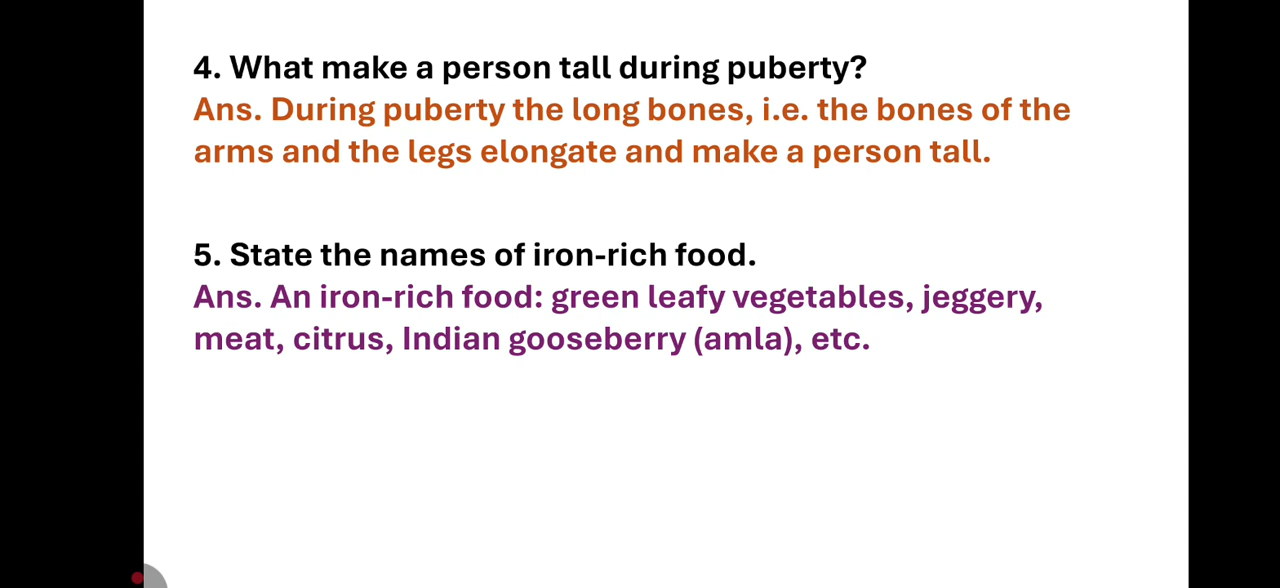 4. What make a person tall during puberty?
Ans. During puberty the long bones, i.e. the bones of the
arms and the legs elongate and make a person tall.
5. State the names of iron-rich food.
Ans. An iron-rich food: green leafy vegetables, jeggery,
meat, citrus, Indian gooseberry (amla), etc.